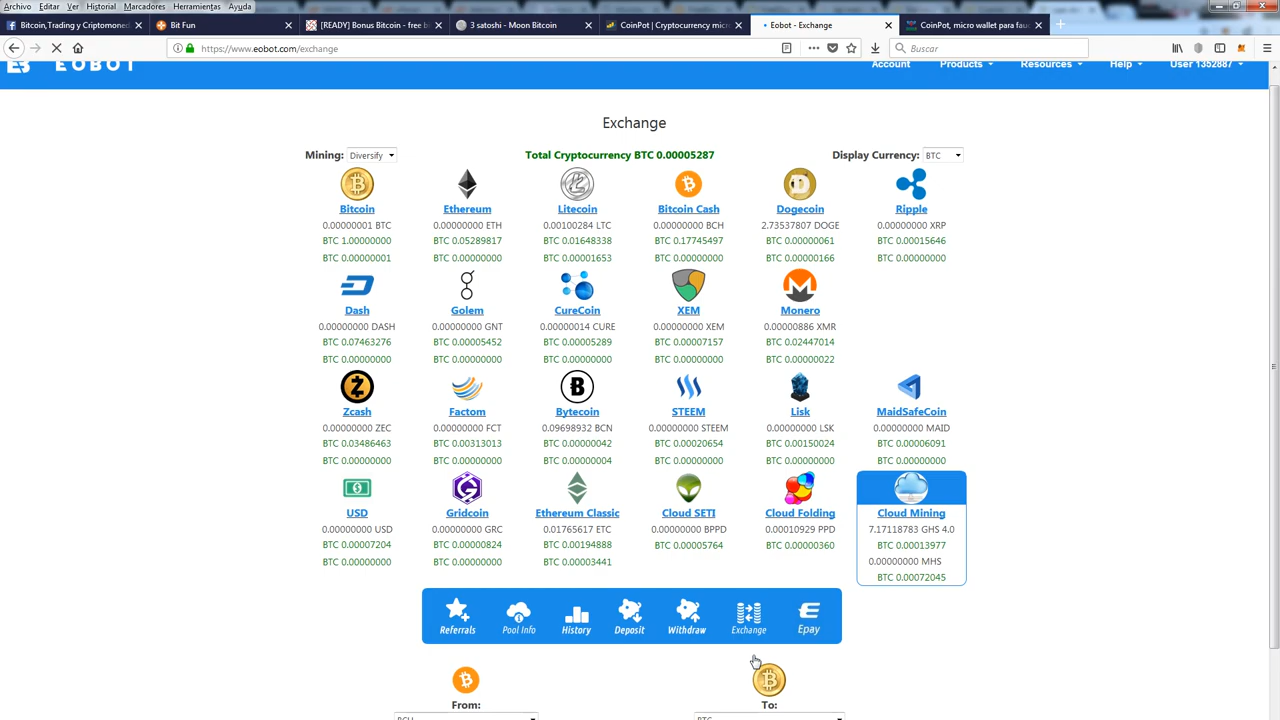 Archivo Editar Ver Historial Marcadores Herramientas Ayuda
Bitcoin,Trading y Criptomoned
Bit Fun
[READY] Bonus Bitcoin - free b
3 satoshi - Moon Bitcoin
CoinPot | Cryptocurrency micr
Eobot - Exchange
CoinPot, micro wallet para fau
https://www.eobot.com/exchange
Buscar
EOBOT
Account Products Resources Help User 1352887
Exchange
Mining: Diversify
Total Cryptocurrency BTC 0.00005287
Display Currency: BTC
Bitcoin Ethereum Litecoin Bitcoin Cash Dogecoin Ripple
0.00000001 BTC 0.00000000 ETH 0.00100284 LTC 0.00000000 BCH 2.73537807 DOGE 0.00000000 XRP
BTC 1.00000000 BTC 0.05289817 BTC 0.01648338 BTC 0.17745497 BTC 0.00000061 BTC 0.00015646
BTC 0.00000001 BTC 0.00000000 BTC 0.00001653 BTC 0.00000000 BTC 0.00000166 BTC 0.00000000
Dash Golem CureCoin XEM Monero
0.00000000 DASH 0.00000000 GNT 0.00000014 CURE 0.00000000 XEM 0.00000886 XMR
BTC 0.07463276 BTC 0.00005452 BTC 0.00005289 BTC 0.00007157 BTC 0.02447014
BTC 0.00000000 BTC 0.00000000 BTC 0.00000000 BTC 0.00000000 BTC 0.00000022
Zcash Factom Bytecoin STEEM Lisk MaidSafeCoin
0.00000000 ZEC 0.00000000 FCT 0.09698932 BCN 0.00000000 STEEM 0.00000000 LSK 0.00000000 MAID
BTC 0.03486463 BTC 0.00313013 BTC 0.00000042 BTC 0.00020654 BTC 0.00150024 BTC 0.00006091
BTC 0.00000000 BTC 0.00000000 BTC 0.00000004 BTC 0.00000000 BTC 0.00000000 BTC 0.00000000
USD Gridcoin Ethereum Classic Cloud SETI Cloud Folding Cloud Mining
0.00000000 USD 0.00000000 GRC 0.01765617 ETC 0.00000000 BPPD 0.00010929 PPD 7.17118783 GHS 4.0
BTC 0.00007204 BTC 0.00000824 BTC 0.00194888 BTC 0.00005764 BTC 0.00000360 BTC 0.00013977
BTC 0.00000000 BTC 0.00000000 BTC 0.00003441 0.00000000 MHS
BTC 0.00072045
Referrals Pool Info History Deposit Withdraw Exchange Epay
From: To:
BCH BTC